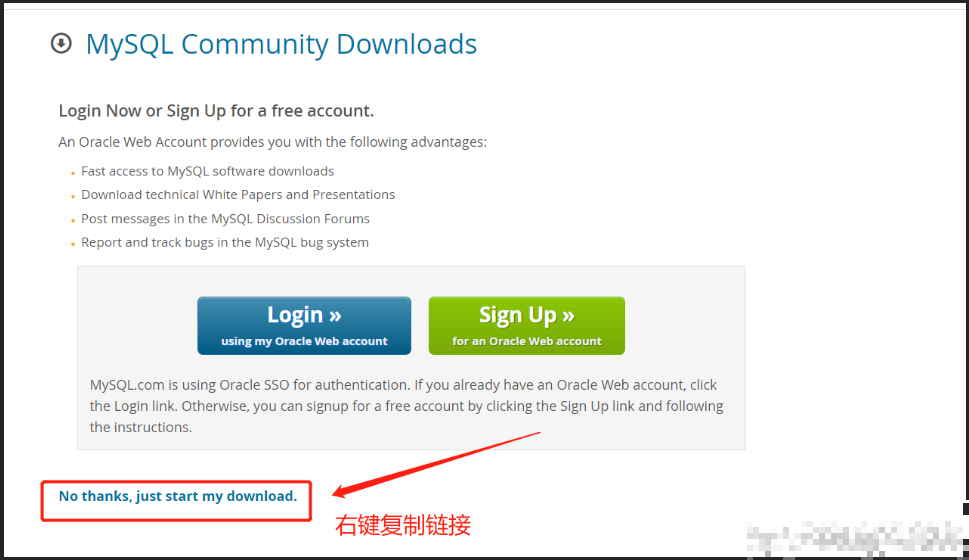 MySQL Community Downloads
Login Now or Sign Up for a free account.
An Oracle Web Account provides you with the following advantages:
Fast access to MySQL software downloads
Download technical White Papers and Presentations
Post messages in the MySQL Discussion Forums
Report and track bugs in the MySQL bug system
Login »
using my Oracle Web account
Sign Up »
for an Oracle Web account
MySQL.com is using Oracle SSO for authentication. If you already have an Oracle Web account, click
the Login link. Otherwise, you can signup for a free account by clicking the Sign Up link and following
the instructions.
No thanks, just start my download.
右键复制链接